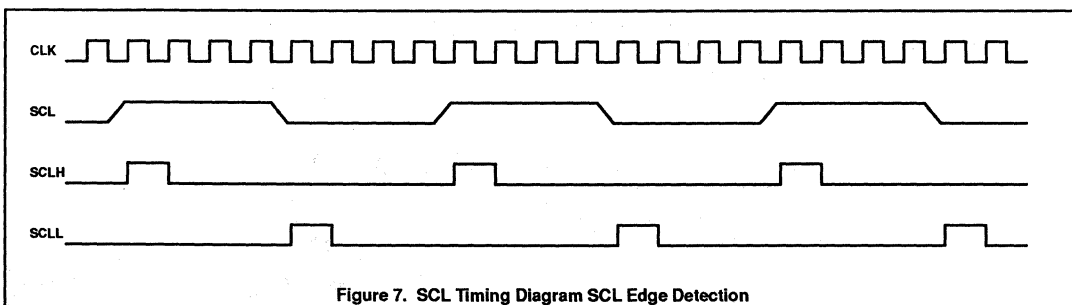 CLK
SCL
SCLH
SCLL
Figure 7. SCL Timing Diagram SCL Edge Detection